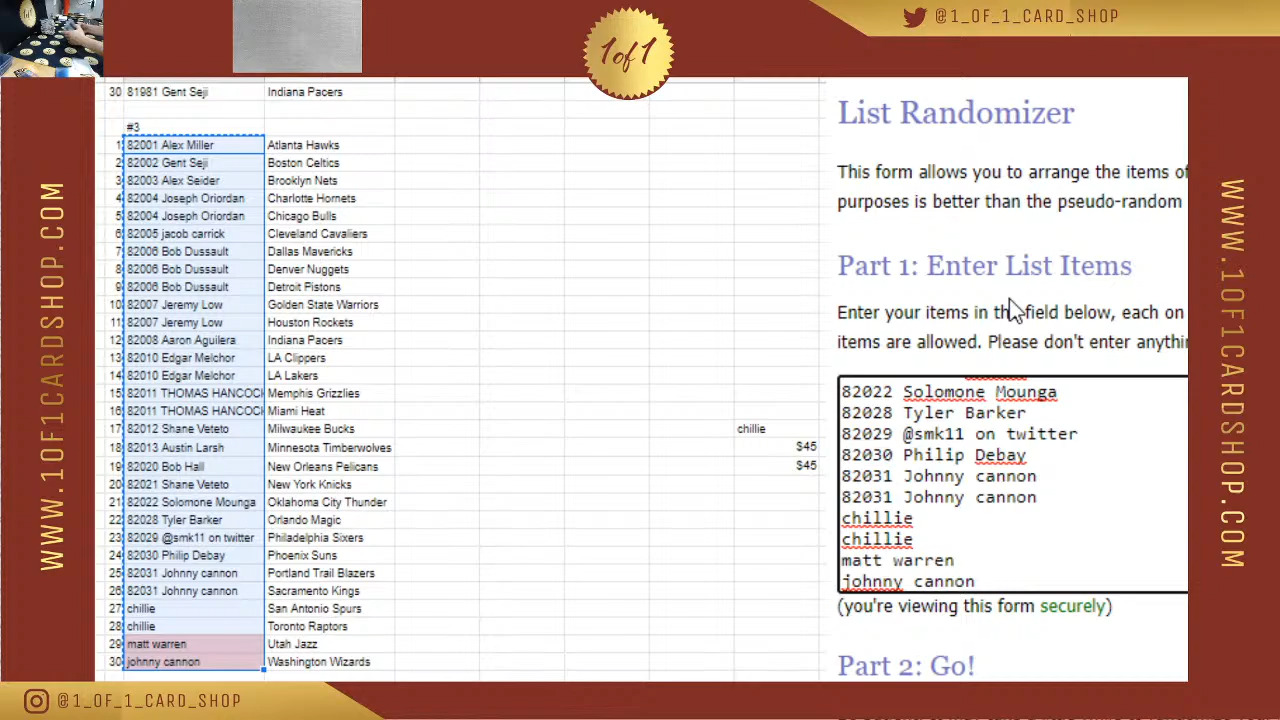 @1_OF_1_CARD_SHOP
1 of 1
WWW.1OF1CARDSHOP.COM
30 81981 Gent Seji Indiana Pacers
#3
1 82001 Alex Miller Atlanta Hawks
2 82002 Gent Seji Boston Celtics
3 82003 Alex Seider Brooklyn Nets
4 82004 Joseph Oriordan Charlotte Hornets
5 82004 Joseph Oriordan Chicago Bulls
6 82005 jacob carrick Cleveland Cavaliers
7 82006 Bob Dussault Dallas Mavericks
8 82006 Bob Dussault Denver Nuggets
9 82006 Bob Dussault Detroit Pistons
10 82007 Jeremy Low Golden State Warriors
11 82007 Jeremy Low Houston Rockets
12 82008 Aaron Aguilera Indiana Pacers
13 82010 Edgar Melchor LA Clippers
14 82010 Edgar Melchor LA Lakers
15 82011 THOMAS HANCOCK Memphis Grizzlies
16 82011 THOMAS HANCOCK Miami Heat
17 82012 Shane Veteto Milwaukee Bucks chillie
18 82013 Austin Larsh Minnesota Timberwolves $45
19 82020 Bob Hall New Orleans Pelicans $45
20 82021 Shane Veteto New York Knicks
21 82022 Solomone Mounga Oklahoma City Thunder
22 82028 Tyler Barker Orlando Magic
23 82029 @smk11 on twitter Philadelphia Sixers
24 82030 Philip Debay Phoenix Suns
25 82031 Johnny cannon Portland Trail Blazers
26 82031 Johnny cannon Sacramento Kings
27 chillie San Antonio Spurs
28 chillie Toronto Raptors
29 matt warren Utah Jazz
30 johnny cannon Washington Wizards
List Randomizer
This form allows you to arrange the items of
purposes is better than the pseudo-random
Part 1: Enter List Items
Enter your items in the field below, each on
items are allowed. Please don't enter anythi
82022 Solomone Mounga
82028 Tyler Barker
82029 @smk11 on twitter
82030 Philip Debay
82031 Johnny cannon
82031 Johnny cannon
chillie
chillie
matt warren
johnny cannon
(you're viewing this form securely)
Part 2: Go!
WWW.1OF1CARDSHOP.COM
@1_OF_1_CARD_SHOP